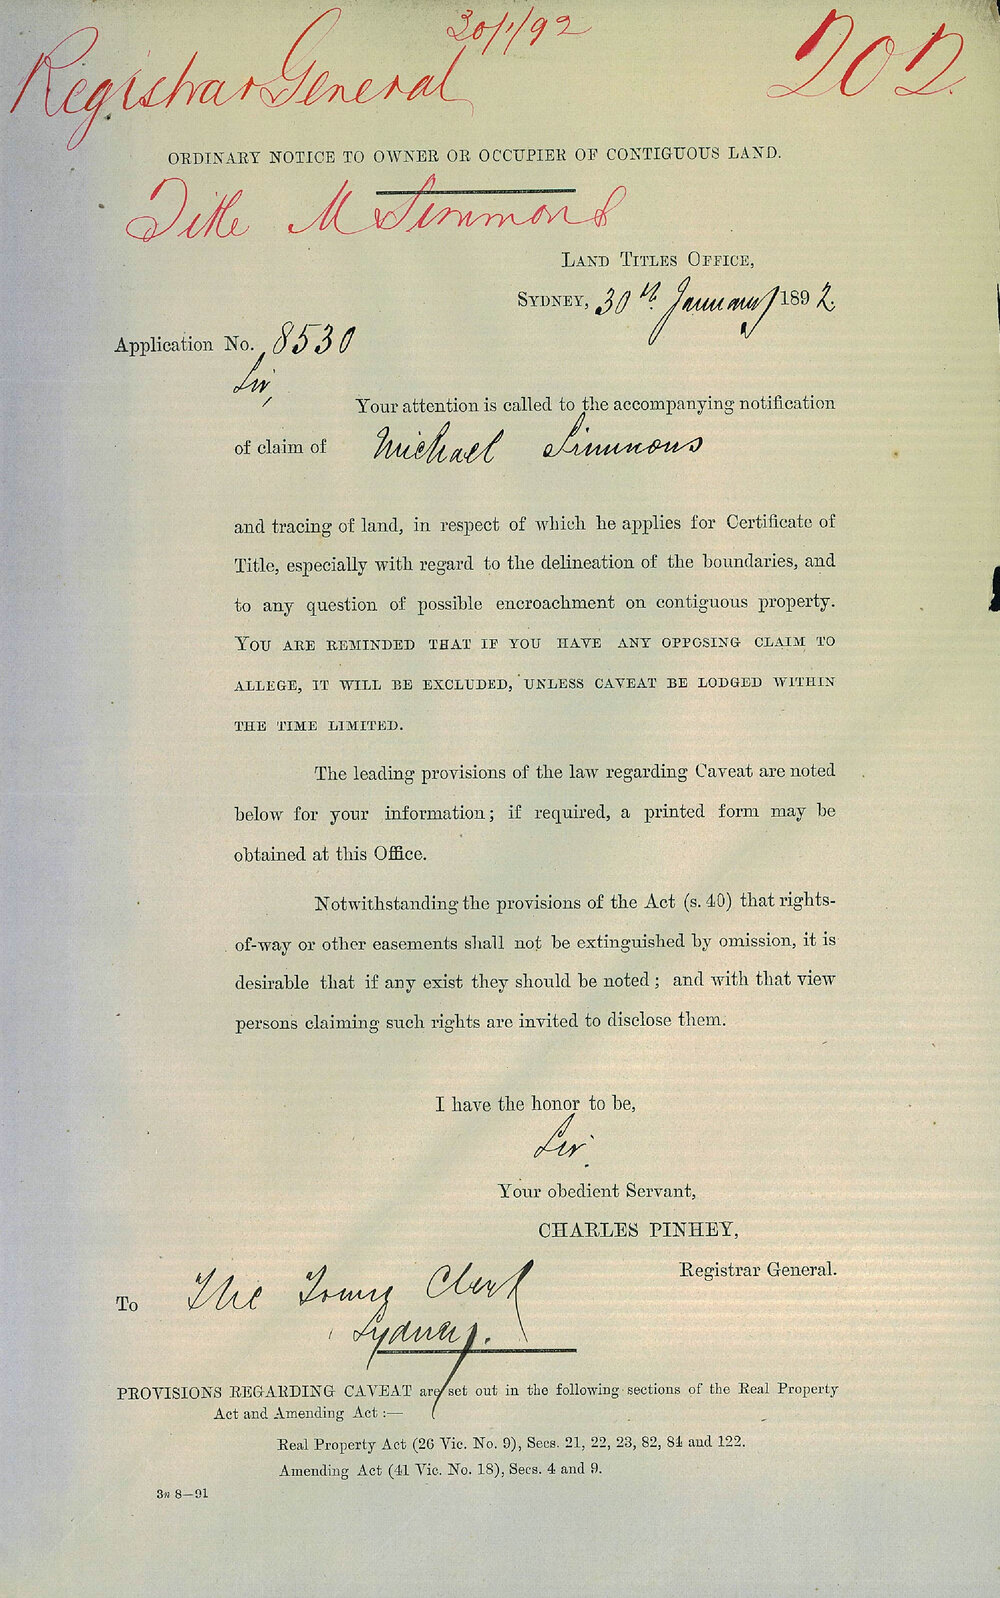 30/1/92
Registrar General
202
ORDINARY NOTICE TO OWNER OR OCCUPIER OF CONTIGUOUS LAND.
Title M Simmons
LAND TITLES OFFICE,
SYDNEY, 30th January 1892.
Application No. 8530
Sir,
Your attention is called to the accompanying notification
of claim of Michael Simmons
and tracing of land, in respect of which he applies for Certificate of
Title, especially with regard to the delineation of the boundaries, and
to any question of possible encroachment on contiguous property.
YOU ARE REMINDED THAT IF YOU HAVE ANY OPPOSING CLAIM TO
ALLEGE, IT WILL BE EXCLUDED, UNLESS CAVEAT BE LODGED WITHIN
THE TIME LIMITED.
The leading provisions of the law regarding Caveat are noted
below for your information; if required, a printed form may be
obtained at this Office.
Notwithstanding the provisions of the Act (s. 40) that rights-
of-way or other easements shall not be extinguished by omission, it is
desirable that if any exist they should be noted; and with that view
persons claiming such rights are invited to disclose them.
I have the honor to be,
Sir
Your obedient Servant,
CHARLES PINHEY,
Registrar General.
To The Town Clerk
Sydney.
PROVISIONS REGARDING CAVEAT are set out in the following sections of the Real Property
Act and Amending Act :—
Real Property Act (26 Vic. No. 9), Secs. 21, 22, 23, 82, 84 and 122.
Amending Act (41 Vic. No. 18), Secs. 4 and 9.
8—91